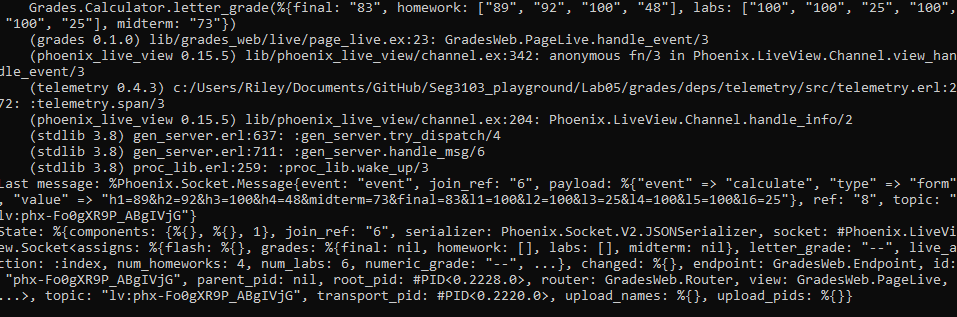 Grades.Calculator.letter_grade(%{final: "83", homework: ["89", "92", "100", "48"], labs: ["100", "100", "25", "100",
"100", "25"], midterm: "73"})
(grades 0.1.0) lib/grades_web/live/page_live.ex:23: GradesWeb.PageLive.handle_event/3
(phoenix_live_view 0.15.5) lib/phoenix_live_view/channel.ex:342: anonymous fn/3 in Phoenix.LiveView.Channel.view_han
dle_event/3
(telemetry 0.4.3) c:/Users/Riley/Documents/GitHub/Seg3103_playground/Lab05/grades/deps/telemetry/src/telemetry.erl:2
72: :telemetry.span/3
(phoenix_live_view 0.15.5) lib/phoenix_live_view/channel.ex:204: Phoenix.LiveView.Channel.handle_info/2
(stdlib 3.8) gen_server.erl:637: :gen_server.try_dispatch/4
(stdlib 3.8) gen_server.erl:711: :gen_server.handle_msg/6
(stdlib 3.8) proc_lib.erl:259: :proc_lib.wake_up/3
Last message: %Phoenix.Socket.Message{event: "event", join_ref: "6", payload: %{"event" => "calculate", "type" => "form"
, "value" => "h1=89&h2=92&h3=100&h4=48&midterm=73&final=83&l1=100&l2=100&l3=25&l4=100&l5=100&l6=25"}, ref: "8", topic: "
lv:phx-Fo0gXR9P_ABgIVjG"}
State: %{components: {%{}, %{}, 1}, join_ref: "6", serializer: Phoenix.Socket.V2.JSONSerializer, socket: #Phoenix.LiveVi
ew.Socket<assigns: %{flash: %{}, grades: %{final: nil, homework: [], labs: [], midterm: nil}, letter_grade: "--", live_a
ction: :index, num_homeworks: 4, num_labs: 6, numeric_grade: "--", ...}, changed: %{}, endpoint: GradesWeb.Endpoint, id:
"phx-Fo0gXR9P_ABgIVjG", parent_pid: nil, root_pid: #PID<0.2228.0>, router: GradesWeb.Router, view: GradesWeb.PageLive,
...>, topic: "lv:phx-Fo0gXR9P_ABgIVjG", transport_pid: #PID<0.2220.0>, upload_names: %{}, upload_pids: %{}}